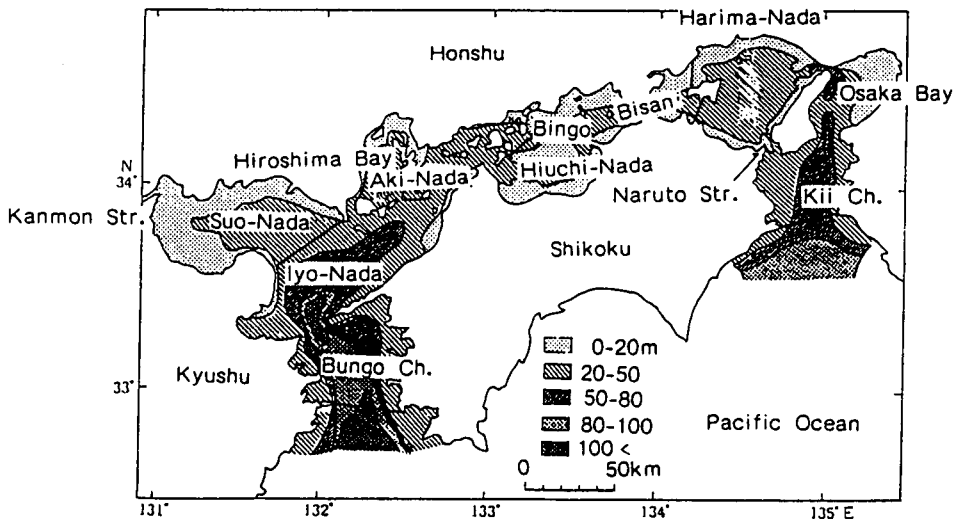 Harima-Nada
Honshu
Osaka Bay
Bisan
Bingo
Hiroshima Bay
Aki-Nada
Hiuchi-Nada
N
34°
Naruto Str.
Kii Ch.
Kanmon Str.
Suo-Nada
Shikoku
Iyo-Nada
0-20m
20-50
50-80
80-100
100 <
Kyushu
Bungo Ch.
33°
Pacific Ocean
0 50km
131° 132° 133° 134° 135° E